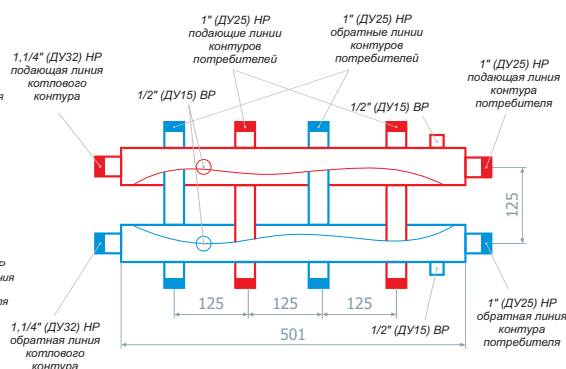 1" (ДУ25) НР
подающие линии
контуров
потребителей
1" (ДУ25) НР
обратные линии
контуров
потребителей
1,1/4" (ДУ32) НР
подающая линия
котлового
контура
1/2" (ДУ15) ВР
1/2" (ДУ15) ВР
1" (ДУ25) НР
подающая линия
контура
потребителя
125
125
125
125
501
1,1/4" (ДУ32) НР
обратная линия
котлового
контура
1/2" (ДУ15) ВР
1" (ДУ25) НР
обратная линия
контура
потребителя